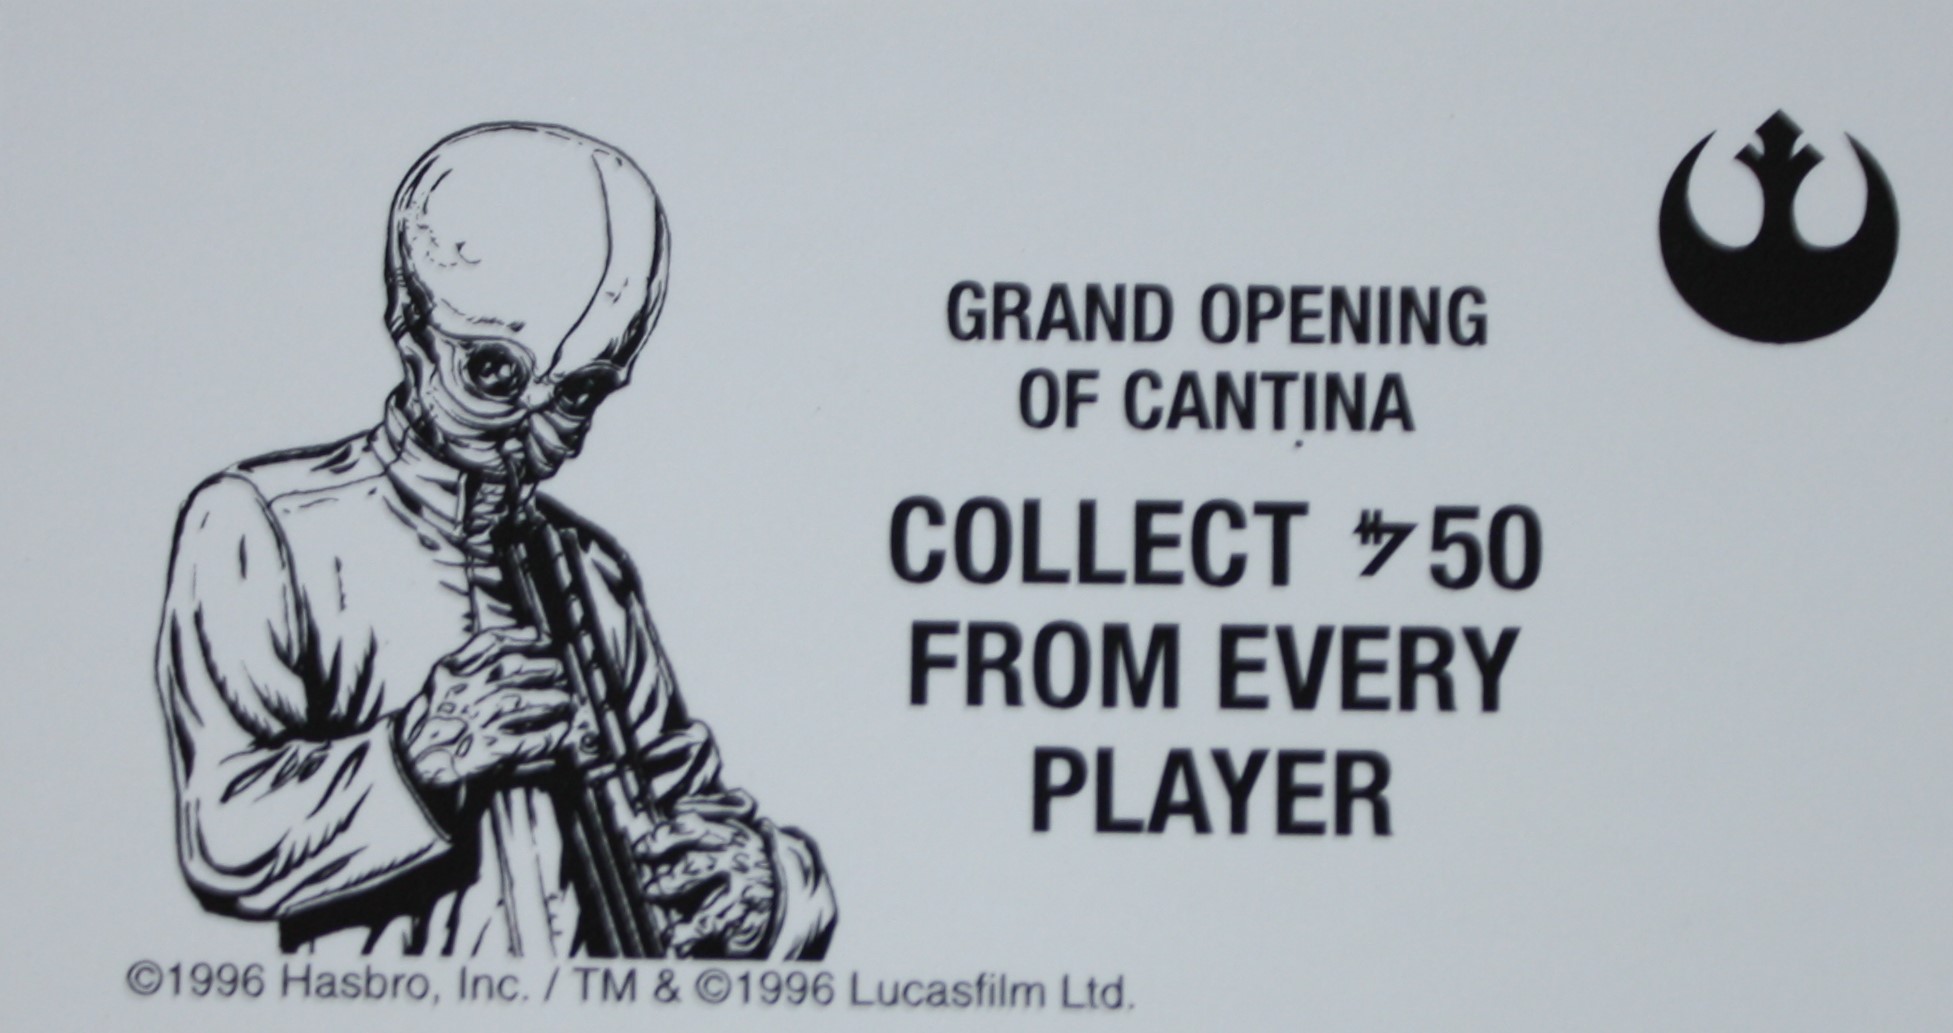 GRAND OPENING
OF CANTINA
COLLECT 50
FROM EVERY
PLAYER
©1996 Hasbro, Inc. / TM & ©1996 Lucasfilm Ltd.